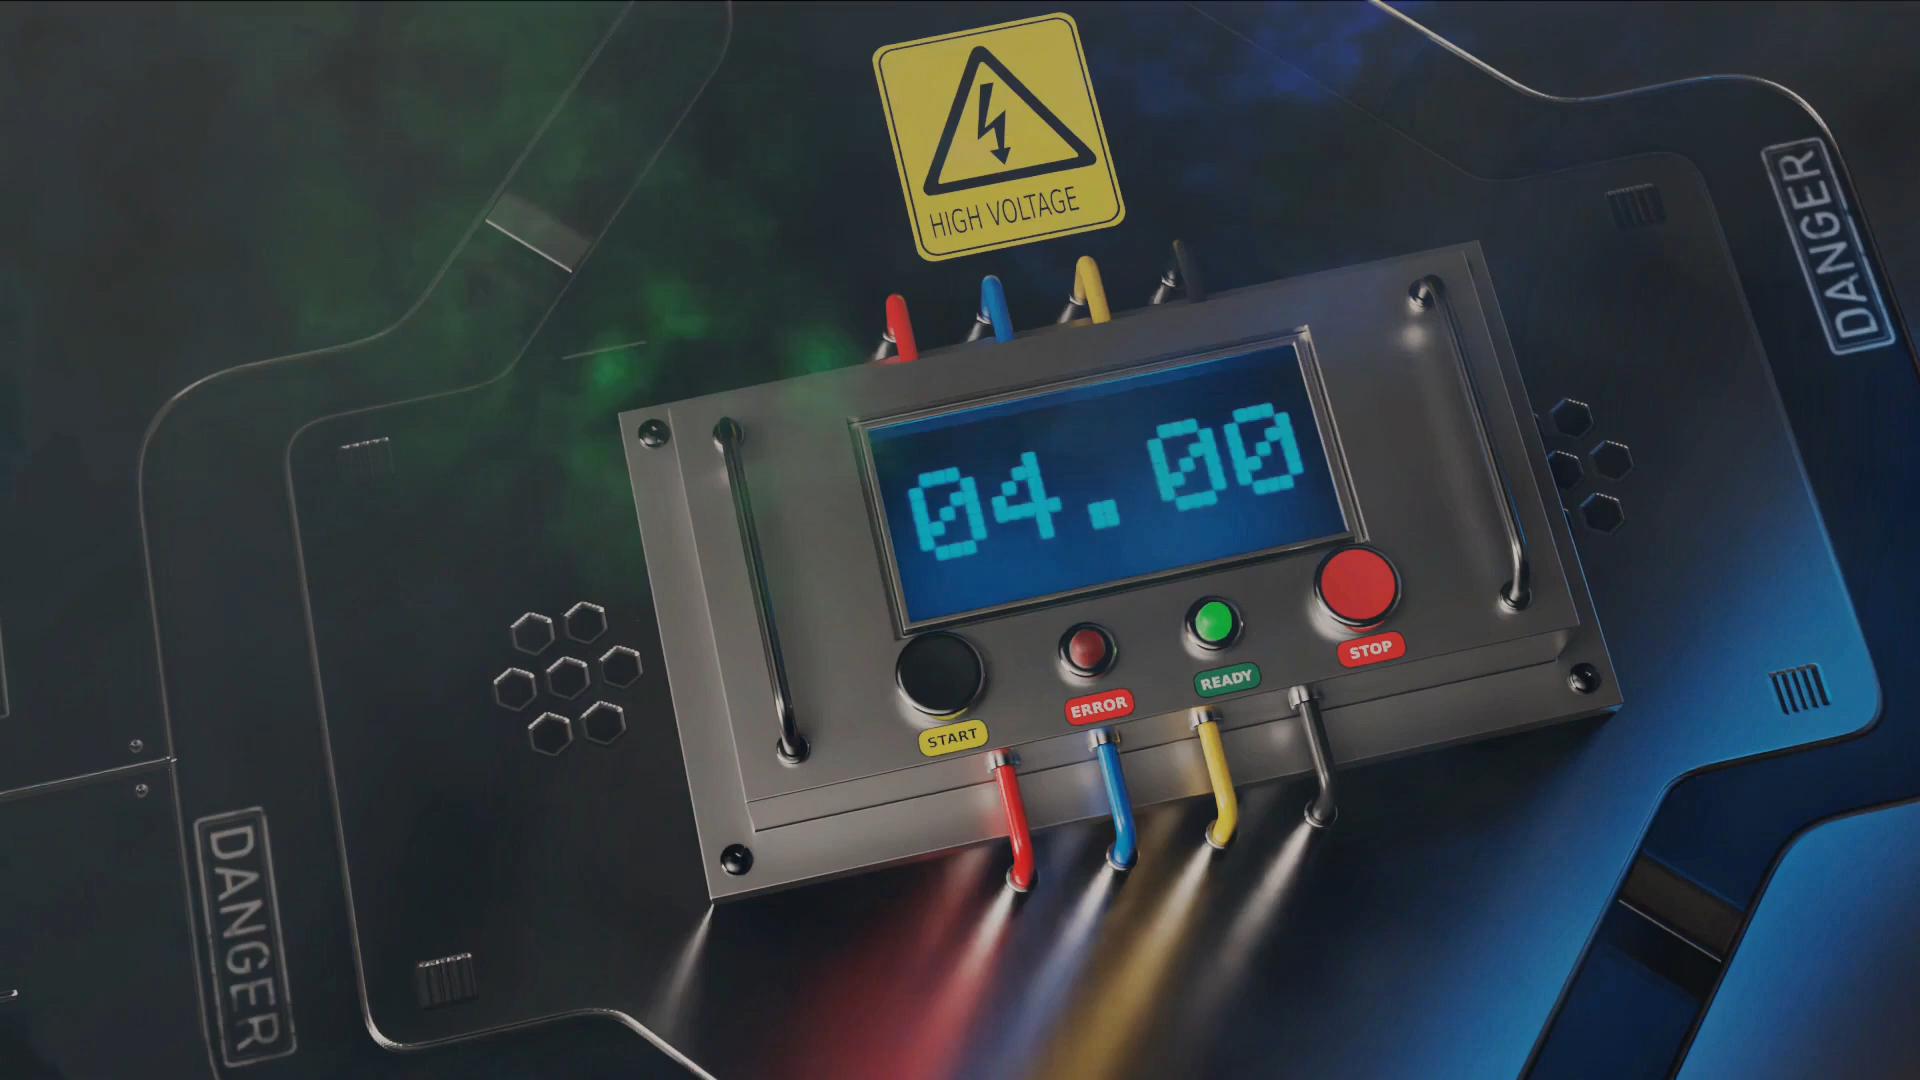 HIGH VOLTAGE
DANGER
04.00
START
ERROR
READY
STOP
DANGER